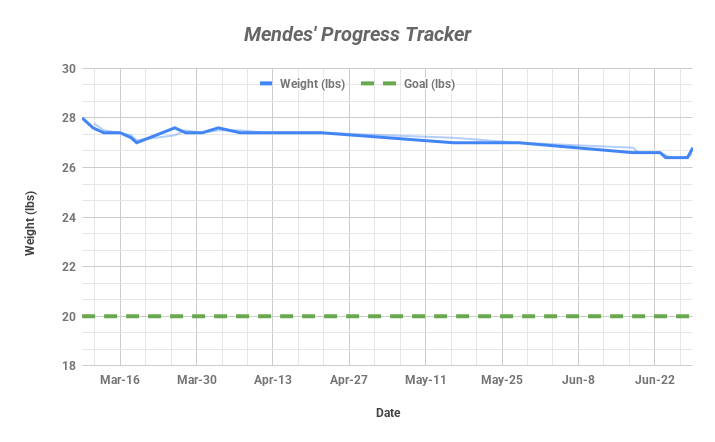 Mendes' Progress Tracker
Weight (lbs) Goal (lbs)
30
28
26
24
22
20
18
Weight (lbs)
Mar-16 Mar-30 Apr-13 Apr-27 May-11 May-25 Jun-8 Jun-22
Date